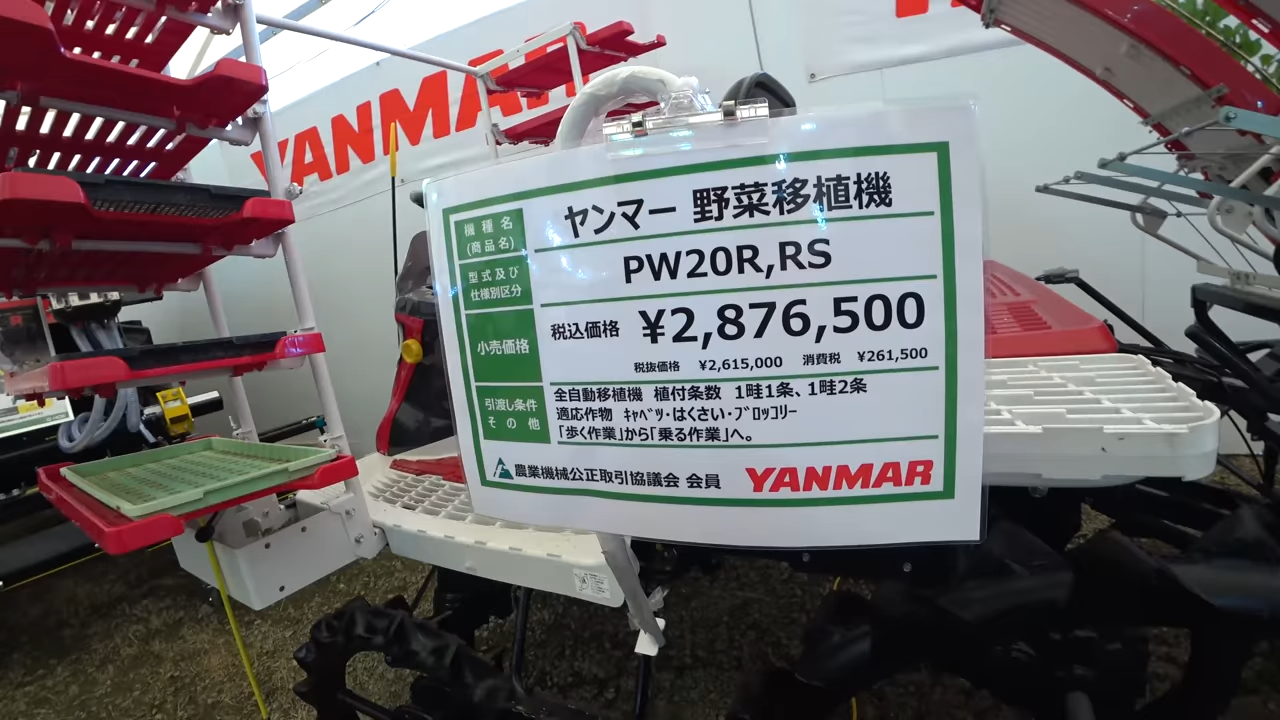 YANMAR
機種名
(商品名)
ヤンマー 野菜移植機
型式及び
仕様別区分
PW20R,RS
小売価格
税込価格 ¥2,876,500
税抜価格 ¥2,615,000 消費税 ¥261,500
引渡し条件
その他
全自動移植機 植付条数 1畦1条、1畦2条
適応作物 ｷｬﾍﾞﾂ・はくさい・ﾌﾞﾛｯｺﾘｰ
「歩く作業」から「乗る作業」へ。
農業機械公正取引協議会 会員
YANMAR